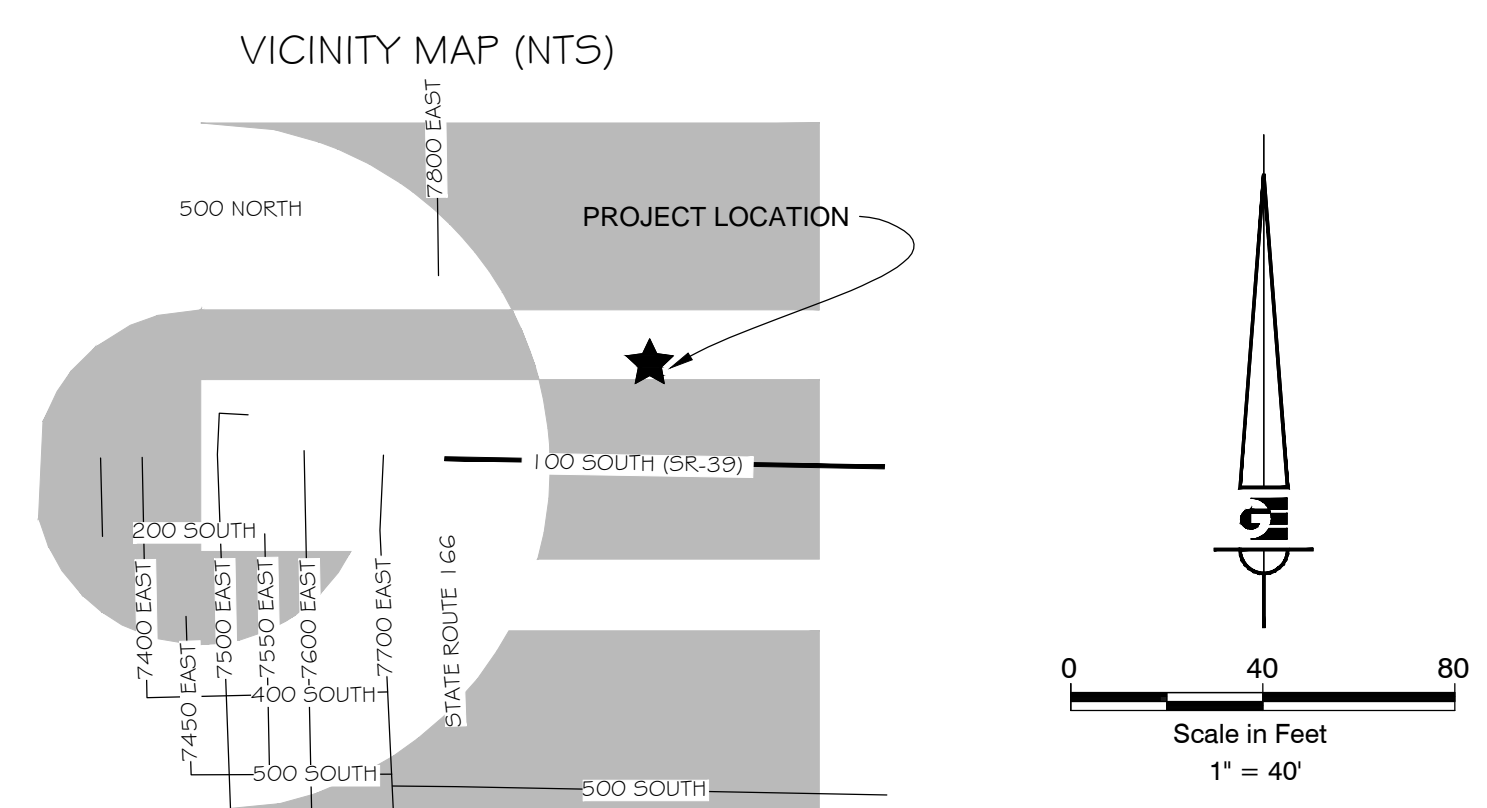 VICINITY MAP (NTS)
7800 EAST
500 NORTH
PROJECT LOCATION
100 SOUTH (SR-39)
200 SOUTH
7400 EAST
7450 EAST
7500 EAST
7550 EAST
7600 EAST
7700 EAST
STATE ROUTE 166
400 SOUTH
500 SOUTH
500 SOUTH
G
0 40 80
Scale in Feet
1" = 40'